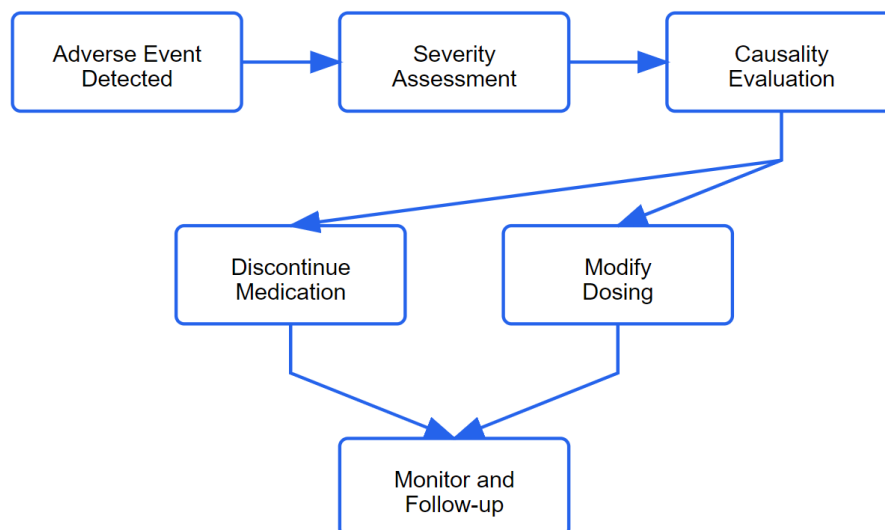 Adverse Event
Detected
Severity
Assessment
Causality
Evaluation
Discontinue
Medication
Modify
Dosing
Monitor and
Follow-up